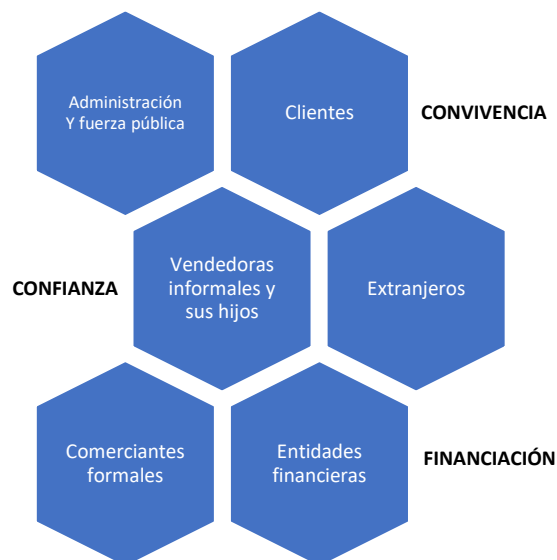 Administración
Y fuerza pública
Clientes
CONVIVENCIA
CONFIANZA
Vendedoras
informales y
sus hijos
Extranjeros
Comerciantes
formales
Entidades
financieras
FINANCIACIÓN